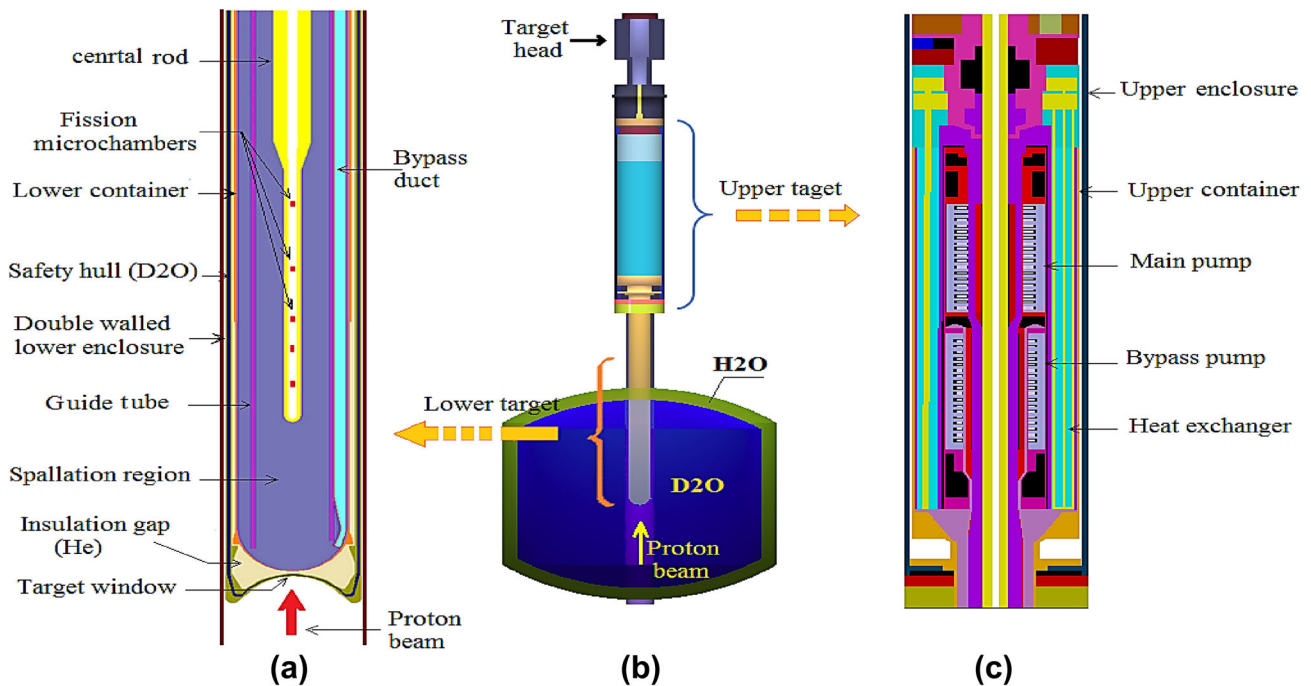 cenrtal rod
Fission
microchambers
Lower container
Safety hull (D2O)
Double walled
lower enclosure
Guide tube
Spallation region
Insulation gap
(He)
Target window
Bypass
duct
Proton
beam
(a)
Target
head
Upper taget
H2O
Lower target
D2O
Proton
beam
(b)
Upper enclosure
Upper container
Main pump
Bypass pump
Heat exchanger
(c)